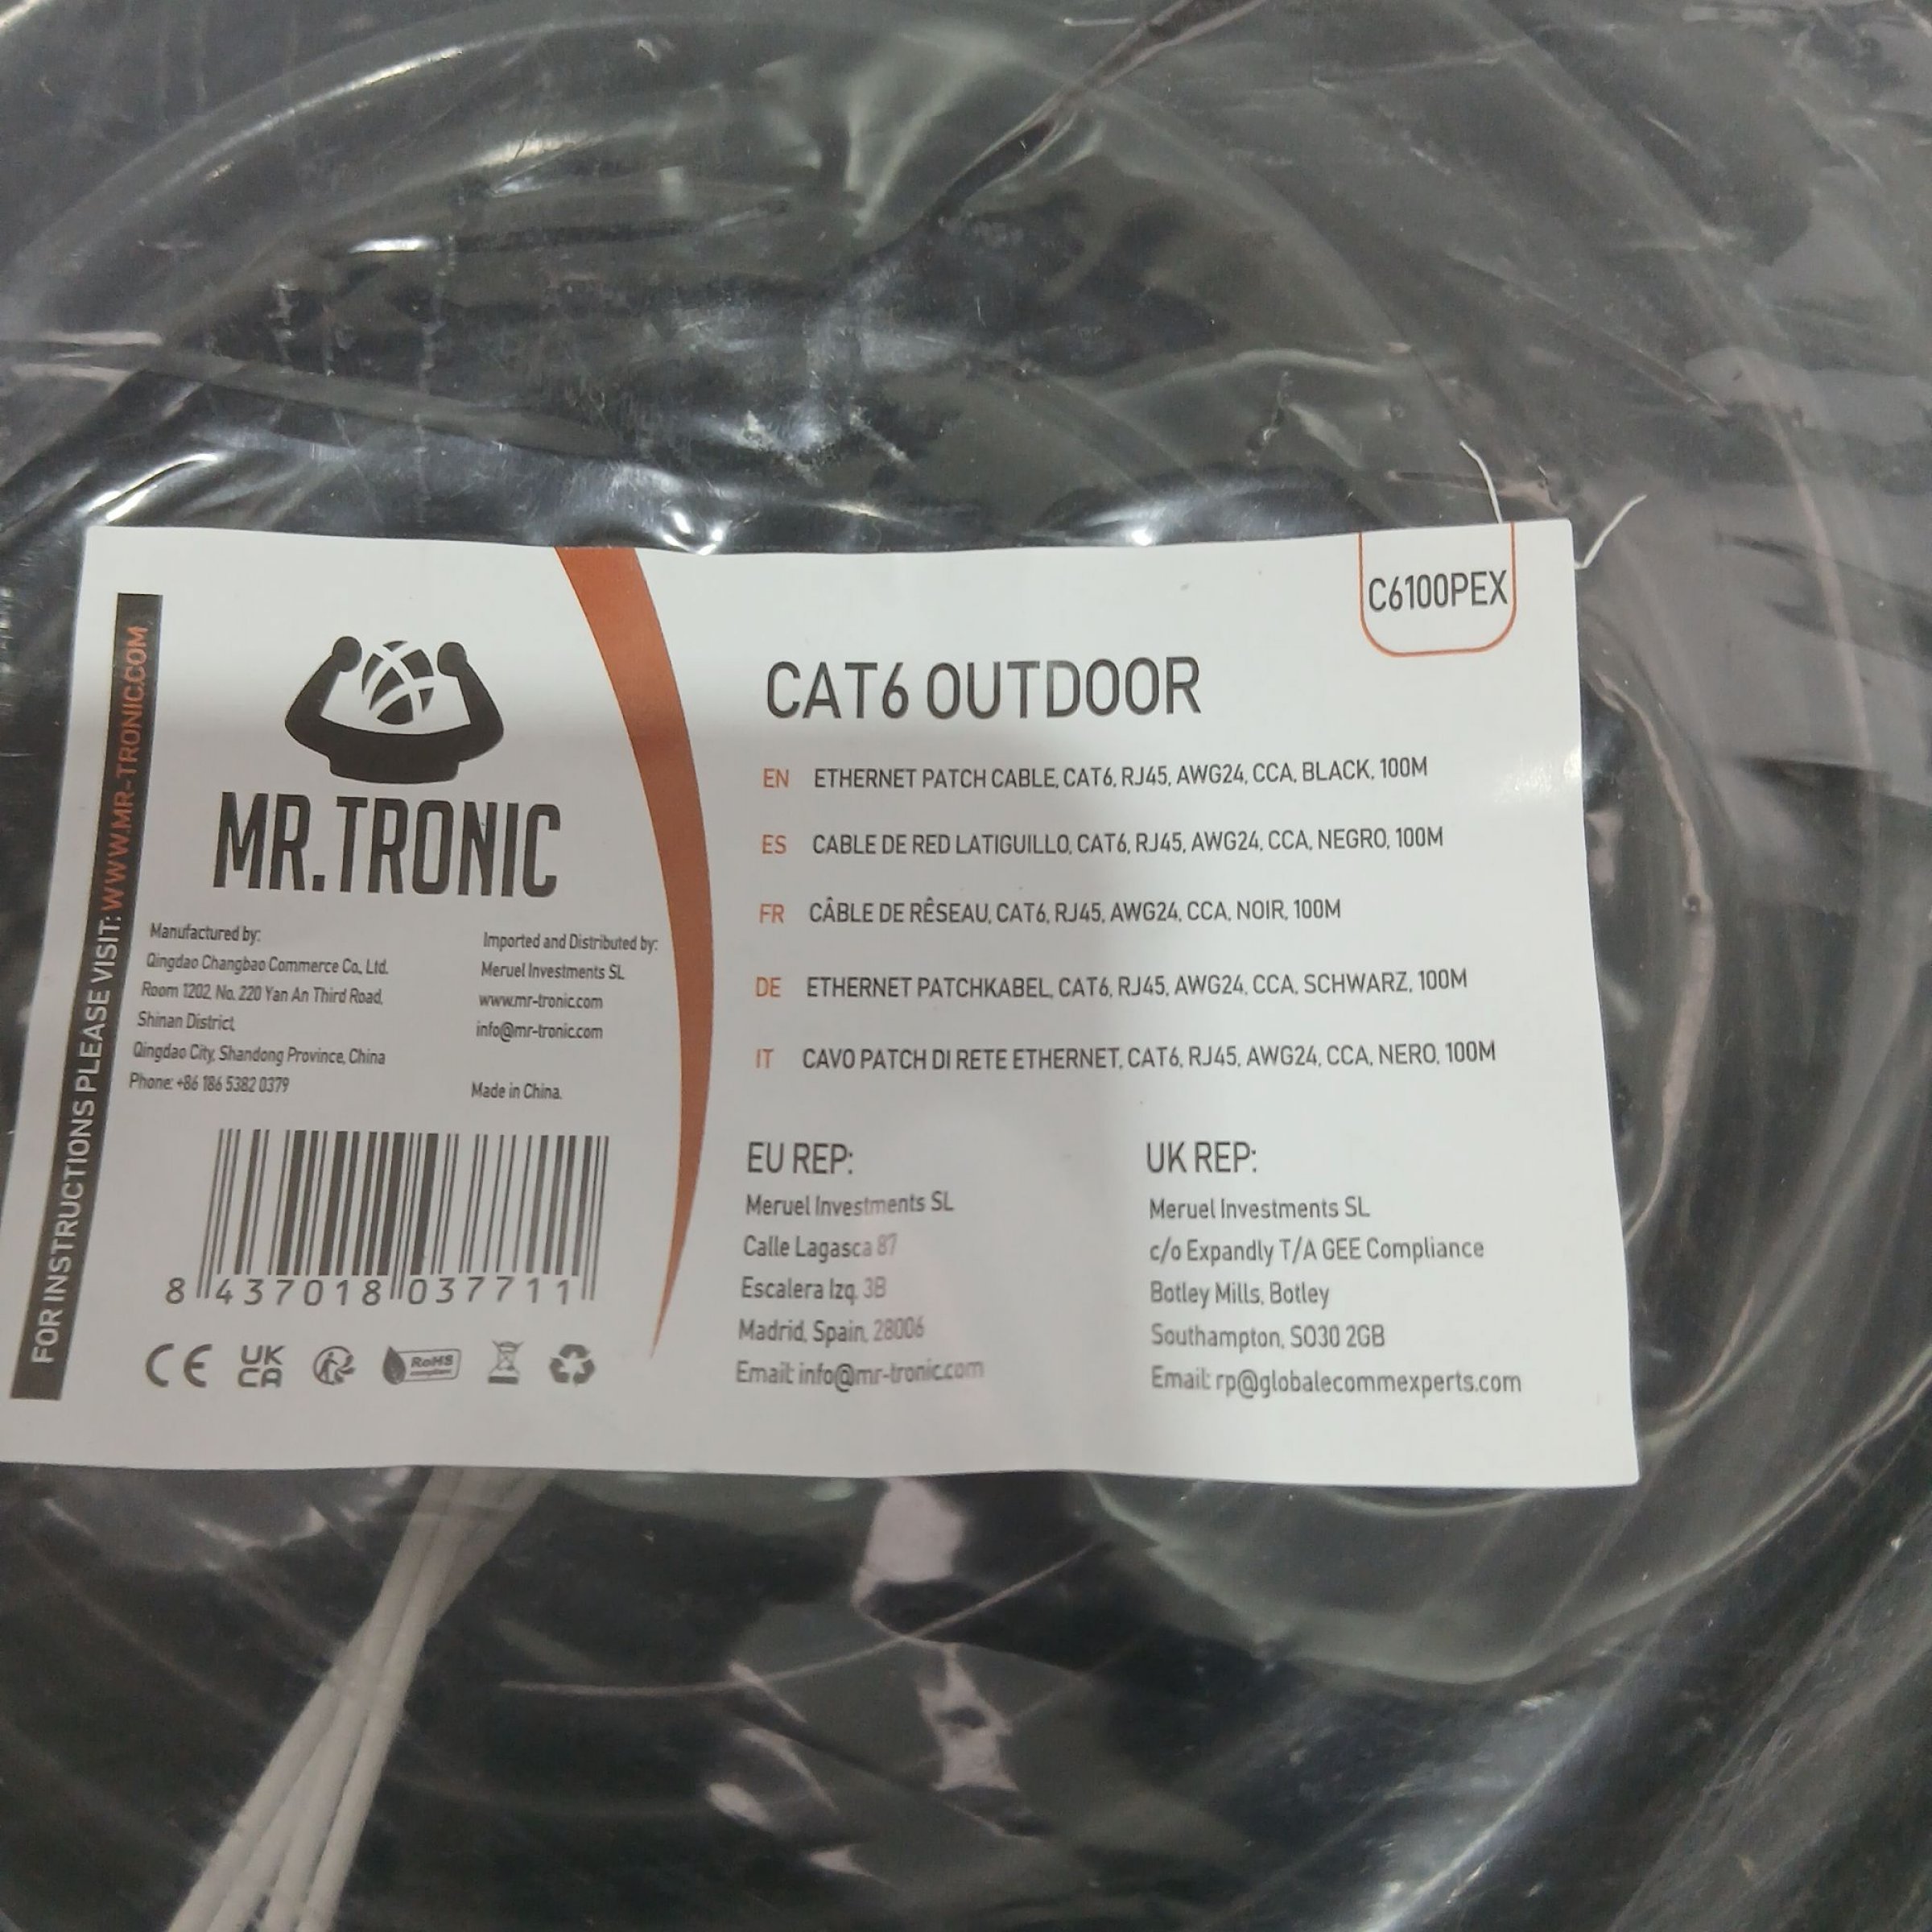 FOR INSTRUCTIONS PLEASE VISIT: WWW.MR-TRONIC.COM
MR.TRONIC
Manufactured by:
Qingdao Changbao Commerce Co., Ltd.
Room 1202, No. 220 Yan An Third Road,
Shinan District,
Qingdao City, Shandong Province, China
Phone: +86 186 5382 0379
Imported and Distributed by:
Meruel Investments SL
www.mr-tronic.com
info@mr-tronic.com
Made in China.
8 437018 037711
CE
UK
CA
RoHS
compliant
C6100PEX
CAT6 OUTDOOR
EN ETHERNET PATCH CABLE, CAT6, RJ45, AWG24, CCA, BLACK, 100M
ES CABLE DE RED LATIGUILLO, CAT6, RJ45, AWG24, CCA, NEGRO, 100M
FR CÂBLE DE RÊSEAU, CAT6, RJ45, AWG24, CCA, NOIR, 100M
DE ETHERNET PATCHKABEL, CAT6, RJ45, AWG24, CCA, SCHWARZ, 100M
IT CAVO PATCH DI RETE ETHERNET, CAT6, RJ45, AWG24, CCA, NERO, 100M
EU REP:
Meruel Investments SL
Calle Lagasca 87
Escalera Izq. 3B
Madrid, Spain, 28006
Email: info@mr-tronic.com
UK REP:
Meruel Investments SL
c/o Expandly T/A GEE Compliance
Botley Mills, Botley
Southampton, SO30 2GB
Email: rp@globalecommexperts.com